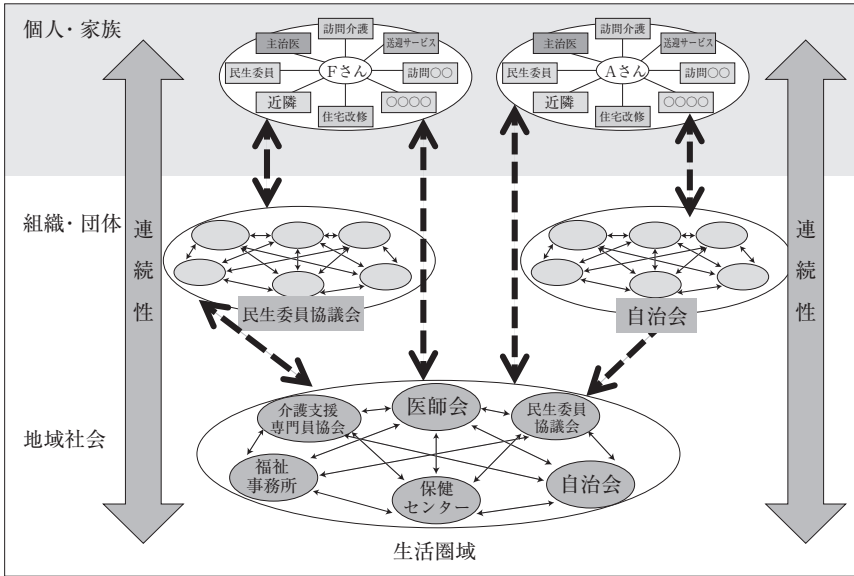 個人・家族
訪問介護
主治医
送迎サービス
民生委員
Fさん
訪問○○
近隣
○○○○
住宅改修
訪問介護
主治医
送迎サービス
民生委員
Aさん
訪問○○
近隣
○○○○
住宅改修
連続性
連続性
組織・団体
民生委員協議会
自治会
地域社会
介護支援
専門員協会
医師会
民生委員
協議会
福祉
事務所
保健
センター
自治会
生活圏域